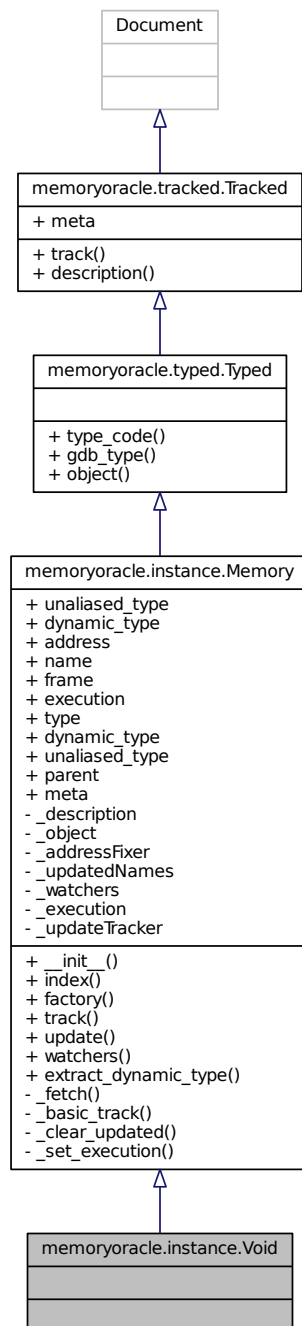 Document
memoryoracle.tracked.Tracked
+ meta
+ track()
+ description()
memoryoracle.typed.Typed
+ type_code()
+ gdb_type()
+ object()
memoryoracle.instance.Memory
+ unaliased_type
+ dynamic_type
+ address
+ name
+ frame
+ execution
+ type
+ dynamic_type
+ unaliased_type
+ parent
+ meta
- _description
- _object
- _addressFixer
- _updatedNames
- _watchers
- _execution
- _updateTracker
+ __init__()
+ index()
+ factory()
+ track()
+ update()
+ watchers()
+ extract_dynamic_type()
- _fetch()
- _basic_track()
- _clear_updated()
- _set_execution()
memoryoracle.instance.Void